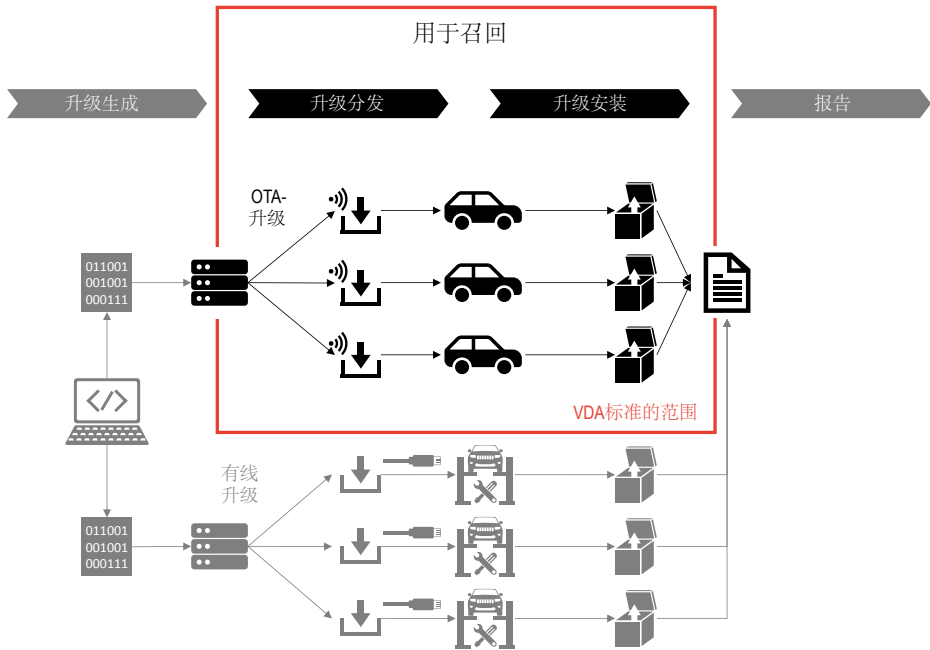 用于召回
升级生成
升级分发
升级安装
报告
OTA-
升级
011001
001001
000111
</>
VDA标准的范围
有线
升级
011001
001001
000111